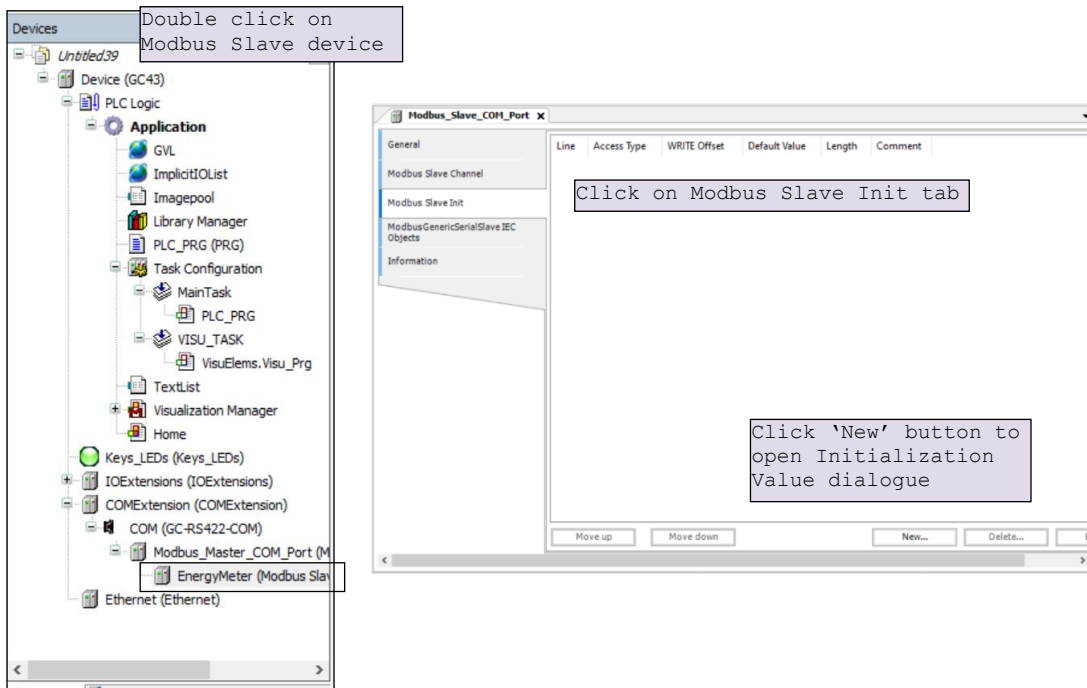 Devices
Double click on
Modbus Slave device
Untitled39
Device (GC43)
PLC Logic
Application
GVL
ImplicitIOList
Imagepool
Library Manager
PLC_PRG (PRG)
Task Configuration
MainTask
PLC_PRG
VISU_TASK
VisuElems.Visu_Prg
TextList
Visualization Manager
Home
Keys_LEDs (Keys_LEDs)
IOExtensions (IOExtensions)
COMExtension (COMExtension)
COM (GC-RS422-COM)
Modbus_Master_COM_Port (M
EnergyMeter (Modbus Slav
Ethernet (Ethernet)
Modbus_Slave_COM_Port
General
Modbus Slave Channel
Modbus Slave Init
ModbusGenericSerialSlave IEC
Objects
Information
Line Access Type WRITE Offset Default Value Length Comment
Click on Modbus Slave Init tab
Click ‘New’ button to
open Initialization
Value dialogue
Move up Move down New... Delete...